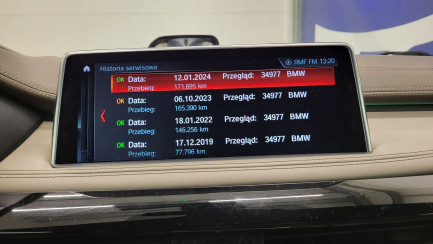 Historia serwisowa RMF FM 13:20
OK Data: 12.01.2024 Przegląd: 34977 BMW
Przebieg: 171.695 km
OK Data: 06.10.2023 Przegląd: 34977 BMW
Przebieg: 165.390 km
OK Data: 18.01.2022 Przegląd: 34977 BMW
Przebieg: 146.256 km
OK Data: 17.12.2019 Przegląd: 34977 BMW
Przebieg: 77.796 km